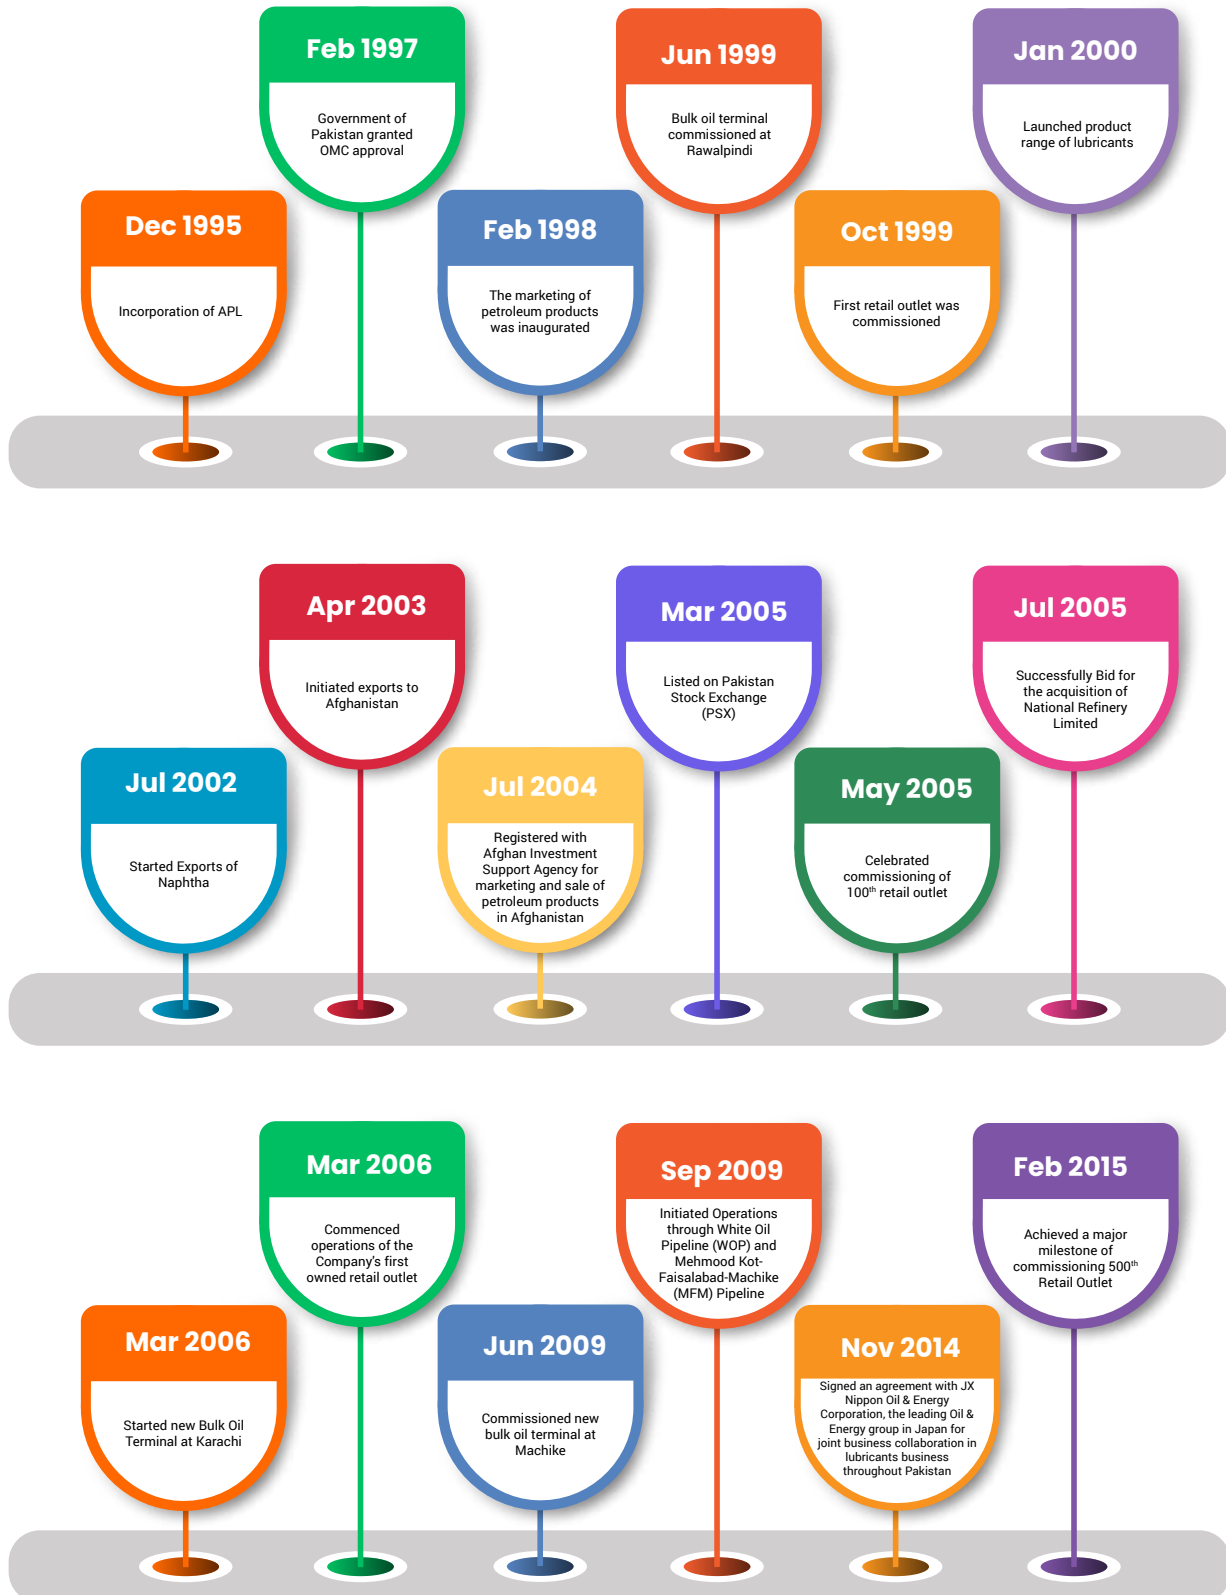 Dec 1995
Incorporation of APL
Feb 1997
Government of
Pakistan granted
OMC approval
Feb 1998
The marketing of
petroleum products
was inaugurated
Jun 1999
Bulk oil terminal
commissioned at
Rawalpindi
Oct 1999
First retail outlet was
commissioned
Jan 2000
Launched product
range of lubricants
Jul 2002
Started Exports of
Naphtha
Apr 2003
Initiated exports to
Afghanistan
Jul 2004
Registered with
Afghan Investment
Support Agency for
marketing and sale of
petroleum products
in Afghanistan
Mar 2005
Listed on Pakistan
Stock Exchange
(PSX)
May 2005
Celebrated
commissioning of
100th retail outlet
Jul 2005
Successfully Bid for
the acquisition of
National Refinery
Limited
Mar 2006
Started new Bulk Oil
Terminal at Karachi
Mar 2006
Commenced
operations of the
Company's first
owned retail outlet
Jun 2009
Commissioned new
bulk oil terminal at
Machike
Sep 2009
Initiated Operations
through White Oil
Pipeline (WOP) and
Mehmood Kot-
Faisalabad-Machike
(MFM) Pipeline
Nov 2014
Signed an agreement with JX
Nippon Oil & Energy
Corporation, the leading Oil &
Energy group in Japan for
joint business collaboration in
lubricants business
throughout Pakistan
Feb 2015
Achieved a major
milestone of
commissioning 500th
Retail Outlet